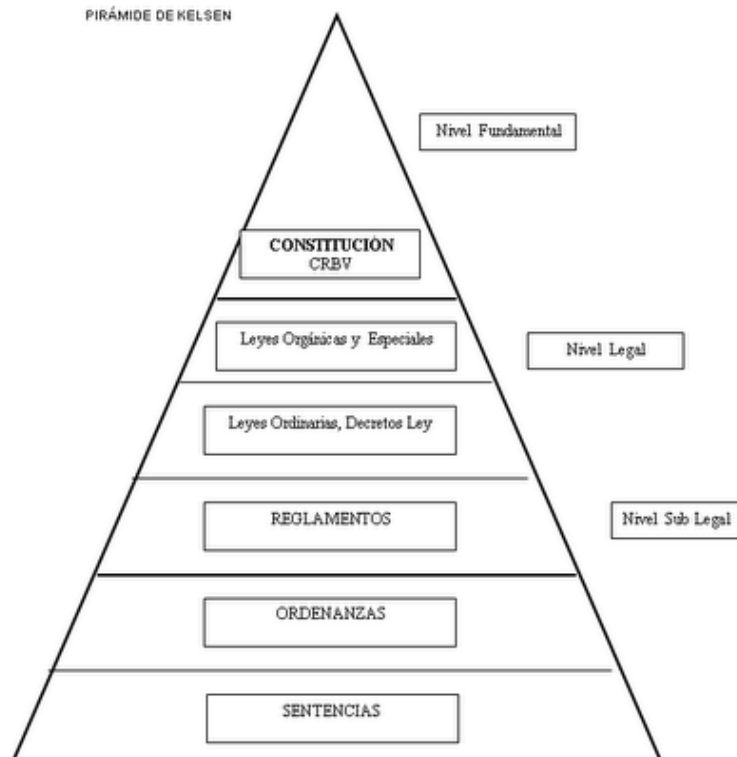 PIRÁMIDE DE KELSEN
Nivel Fundamental
CONSTITUCIÓN
CRBV
Leyes Orgánicas y Especiales
Nivel Legal
Leyes Ordinarias, Decretos Ley
REGLAMENTOS
Nivel Sub Legal
ORDENANZAS
SENTENCIAS